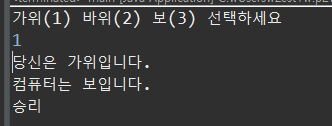 가위(1) 바위(2) 보(3) 선택하세요
1
당신은 가위입니다.
컴퓨터는 보입니다.
승리